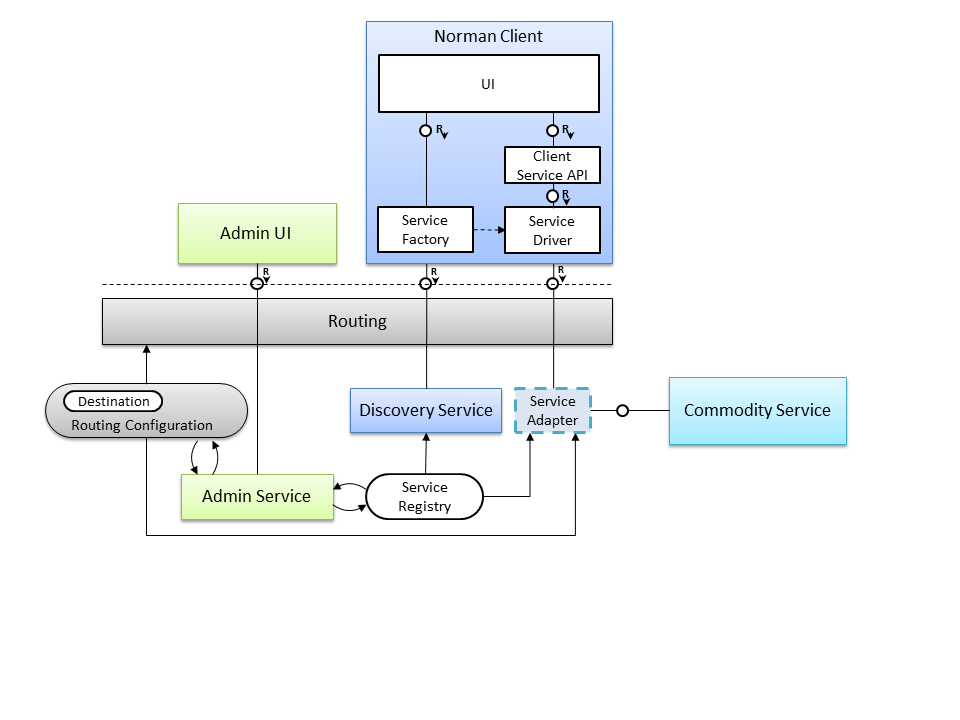 Norman Client
UI
R
R
Client
Service API
R
Service
Factory
Service
Driver
Admin UI
R
R
R
Routing
Destination
Routing Configuration
Discovery Service
Service
Adapter
Commodity Service
Admin Service
Service
Registry